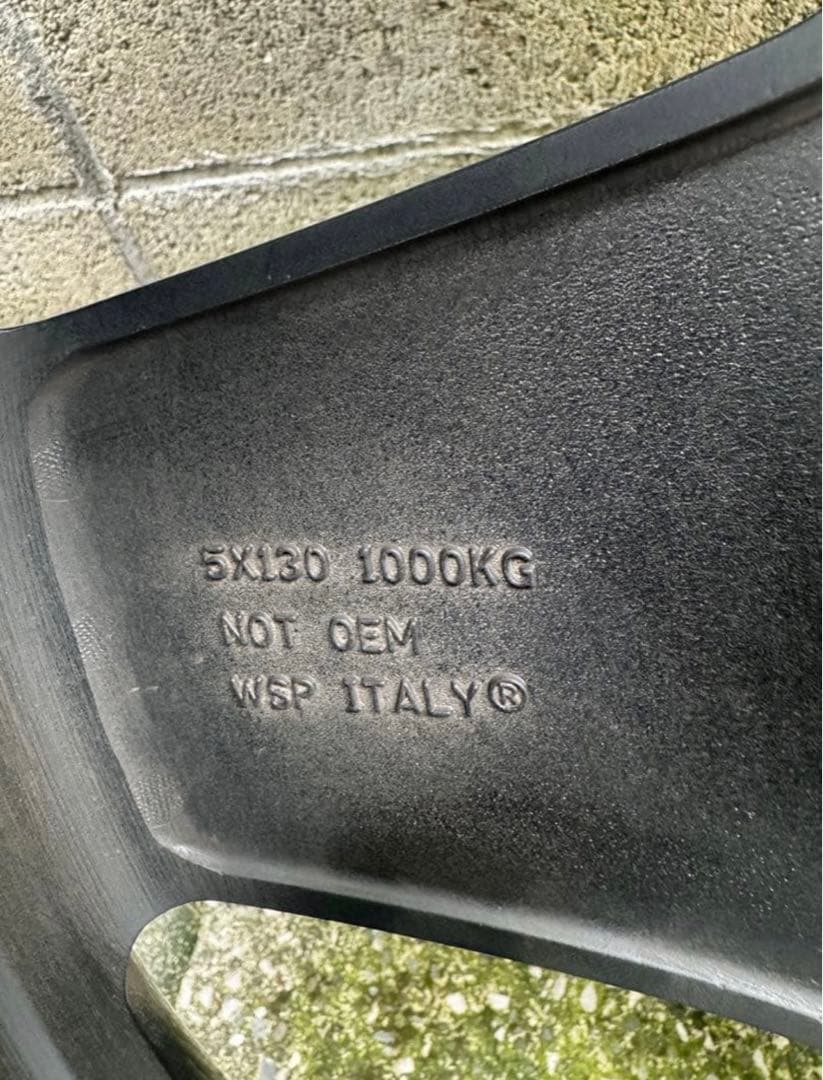 5X130 1000KG
NOT OEM
WSP ITALY®